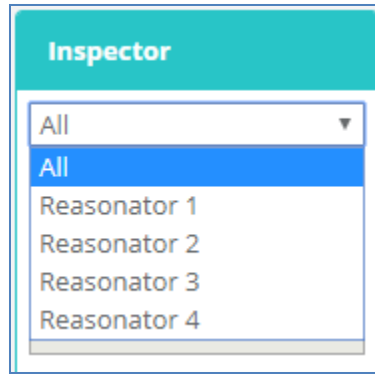 Inspector
All
All
Reasonator 1
Reasonator 2
Reasonator 3
Reasonator 4